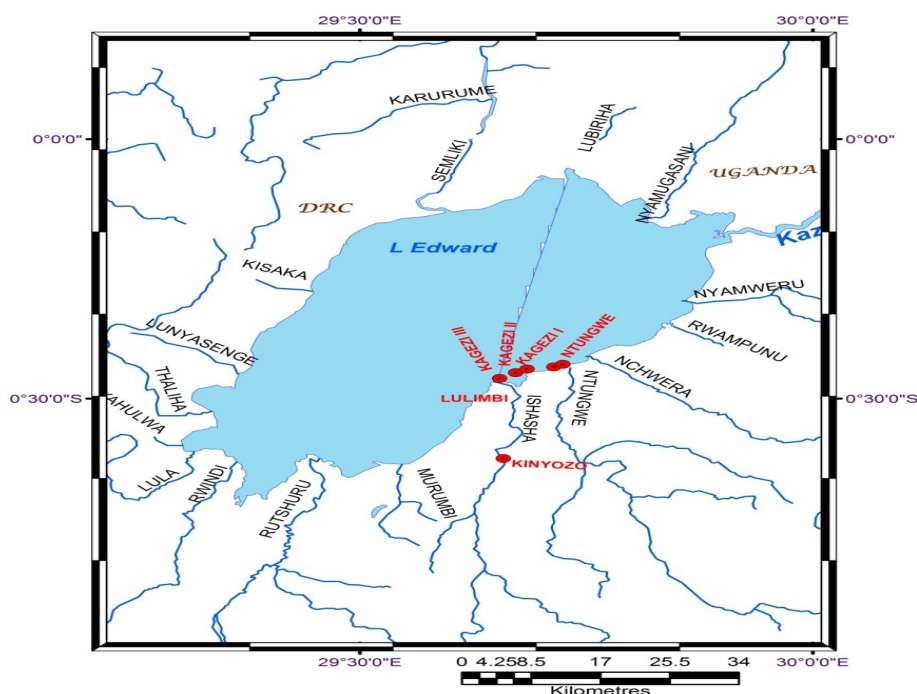 29°30'0"E 30°0'0"E
KARURUME
LUBIRIHA
0°0'0" 0°0'0"
SEMLIKI
NYAMUGASANI
UGANDA
DRC
Kaz
L Edward
KISAKA
NYAMWERU
LUNYASENGE
RWAMPUNU
KAGEZI III
KAGEZI II
KAGEZI I
NTUNGWE
NCHWERA
THALIHA
LULIMBI
ISHASHA
NTUNGWE
0°30'0"S 0°30'0"S
AHULWA
KINYOZO
LULA
RWINDI
RUTSHURU
MURUMBI
29°30'0"E 30°0'0"E
0 4.25 8.5 17 25.5 34
Kilometres